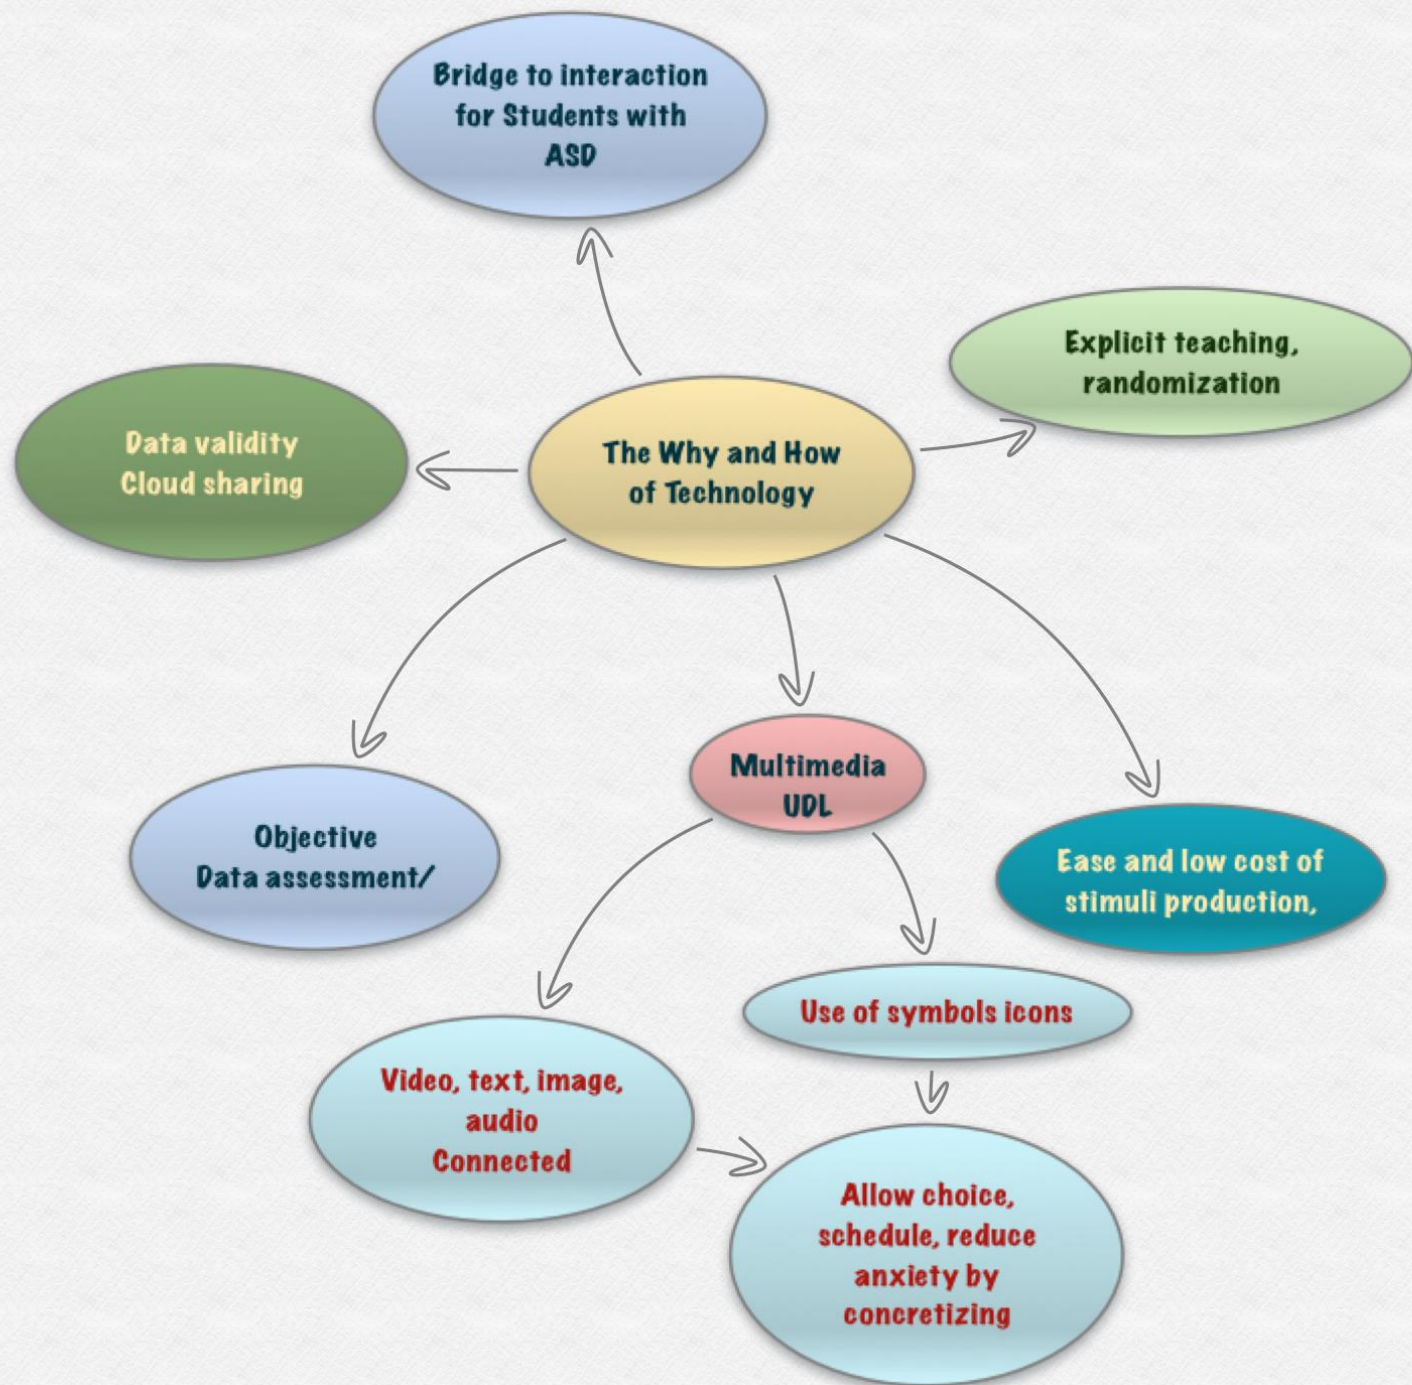 Bridge to interaction
for Students with
ASD
Explicit teaching,
randomization
Data validity
Cloud sharing
The Why and How
of Technology
Multimedia
UDL
Objective
Data assessment/
Ease and low cost of
stimuli production,
Use of symbols icons
Video, text, image,
audio
Connected
Allow choice,
schedule, reduce
anxiety by
concretizing